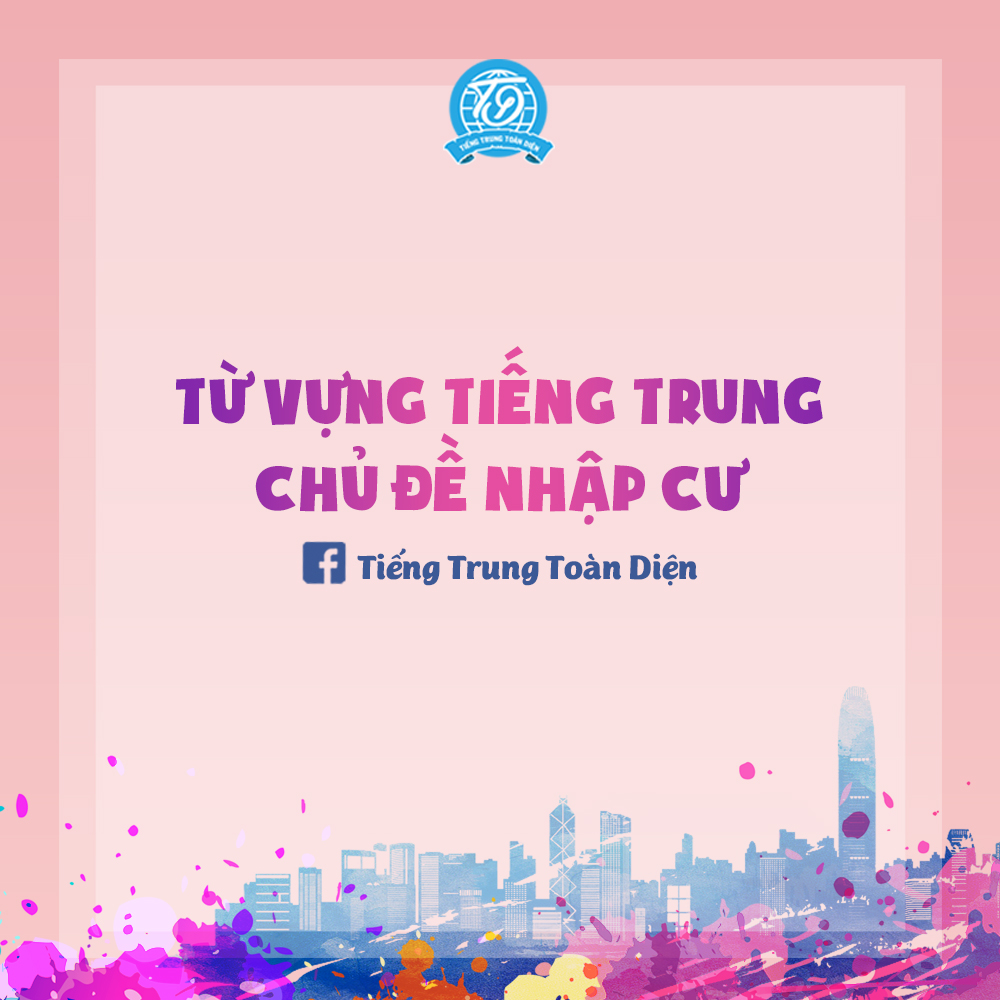 TIẾNG TRUNG TOÀN DIỆN
TỪ VỰNG TIẾNG TRUNG
CHỦ ĐỀ NHẬP CƯ
Tiếng Trung Toàn Diện